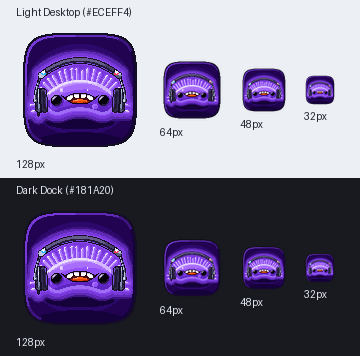 Light Desktop (#ECEFF4)
128px
64px
48px
32px
Dark Dock (#181A20)
128px
64px
48px
32px